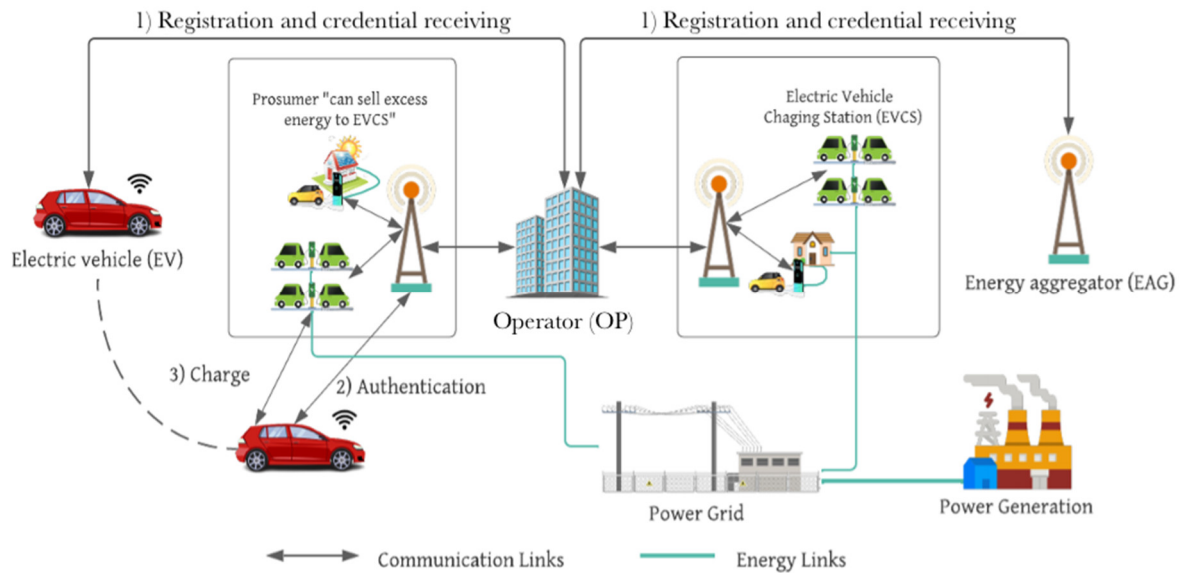 1) Registration and credential receiving
1) Registration and credential receiving
Prosumer "can sell excess
energy to EVCS"
Electric Vehicle
Chaging Station (EVCS)
Electric vehicle (EV)
Energy aggregator (EAG)
Operator (OP)
3) Charge
2) Authentication
Power Grid
Power Generation
Communication Links
Energy Links